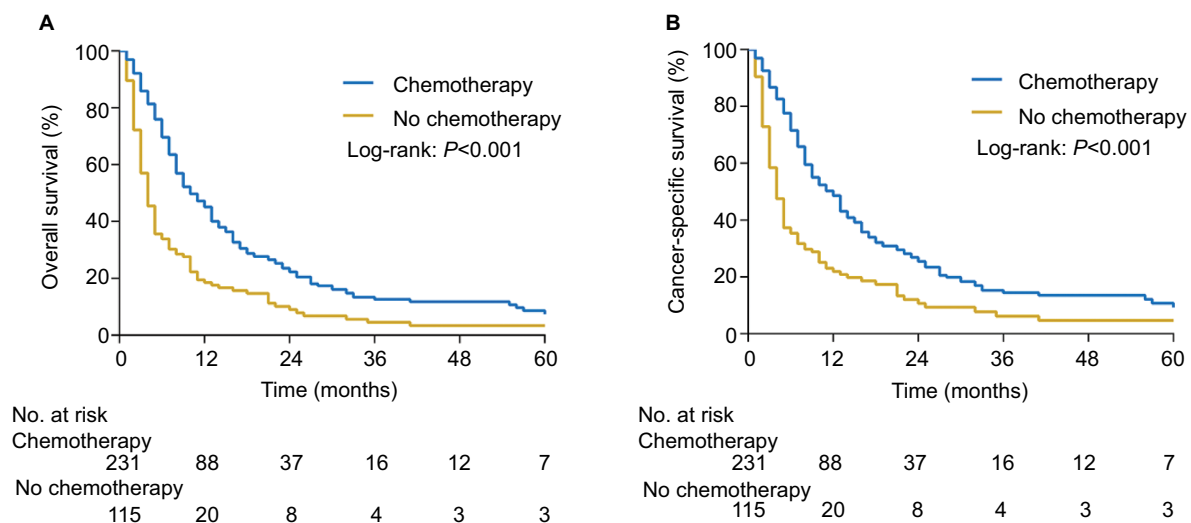 A
Overall survival (%)
100
80
60
40
20
0
Chemotherapy
No chemotherapy
Log-rank: P<0.001
0 12 24 36 48 60
Time (months)
No. at risk
Chemotherapy
231 88 37 16 12 7
No chemotherapy
115 20 8 4 3 3
B
Cancer-specific survival (%)
100
80
60
40
20
0
Chemotherapy
No chemotherapy
Log-rank: P<0.001
0 12 24 36 48 60
Time (months)
No. at risk
Chemotherapy
231 88 37 16 12 7
No chemotherapy
115 20 8 4 3 3